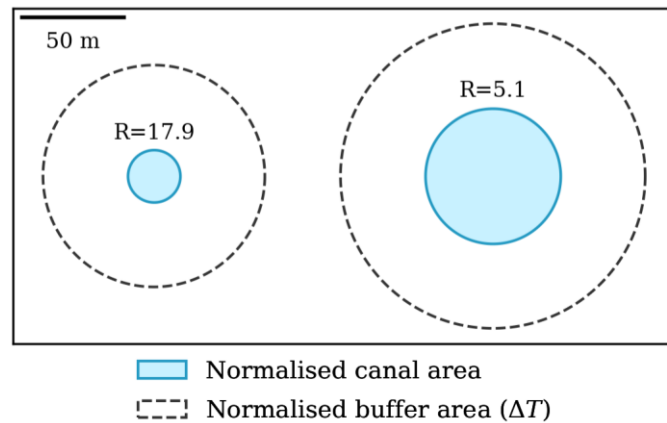 50 m
R=17.9
R=5.1
Normalised canal area
Normalised buffer area (ΔT)